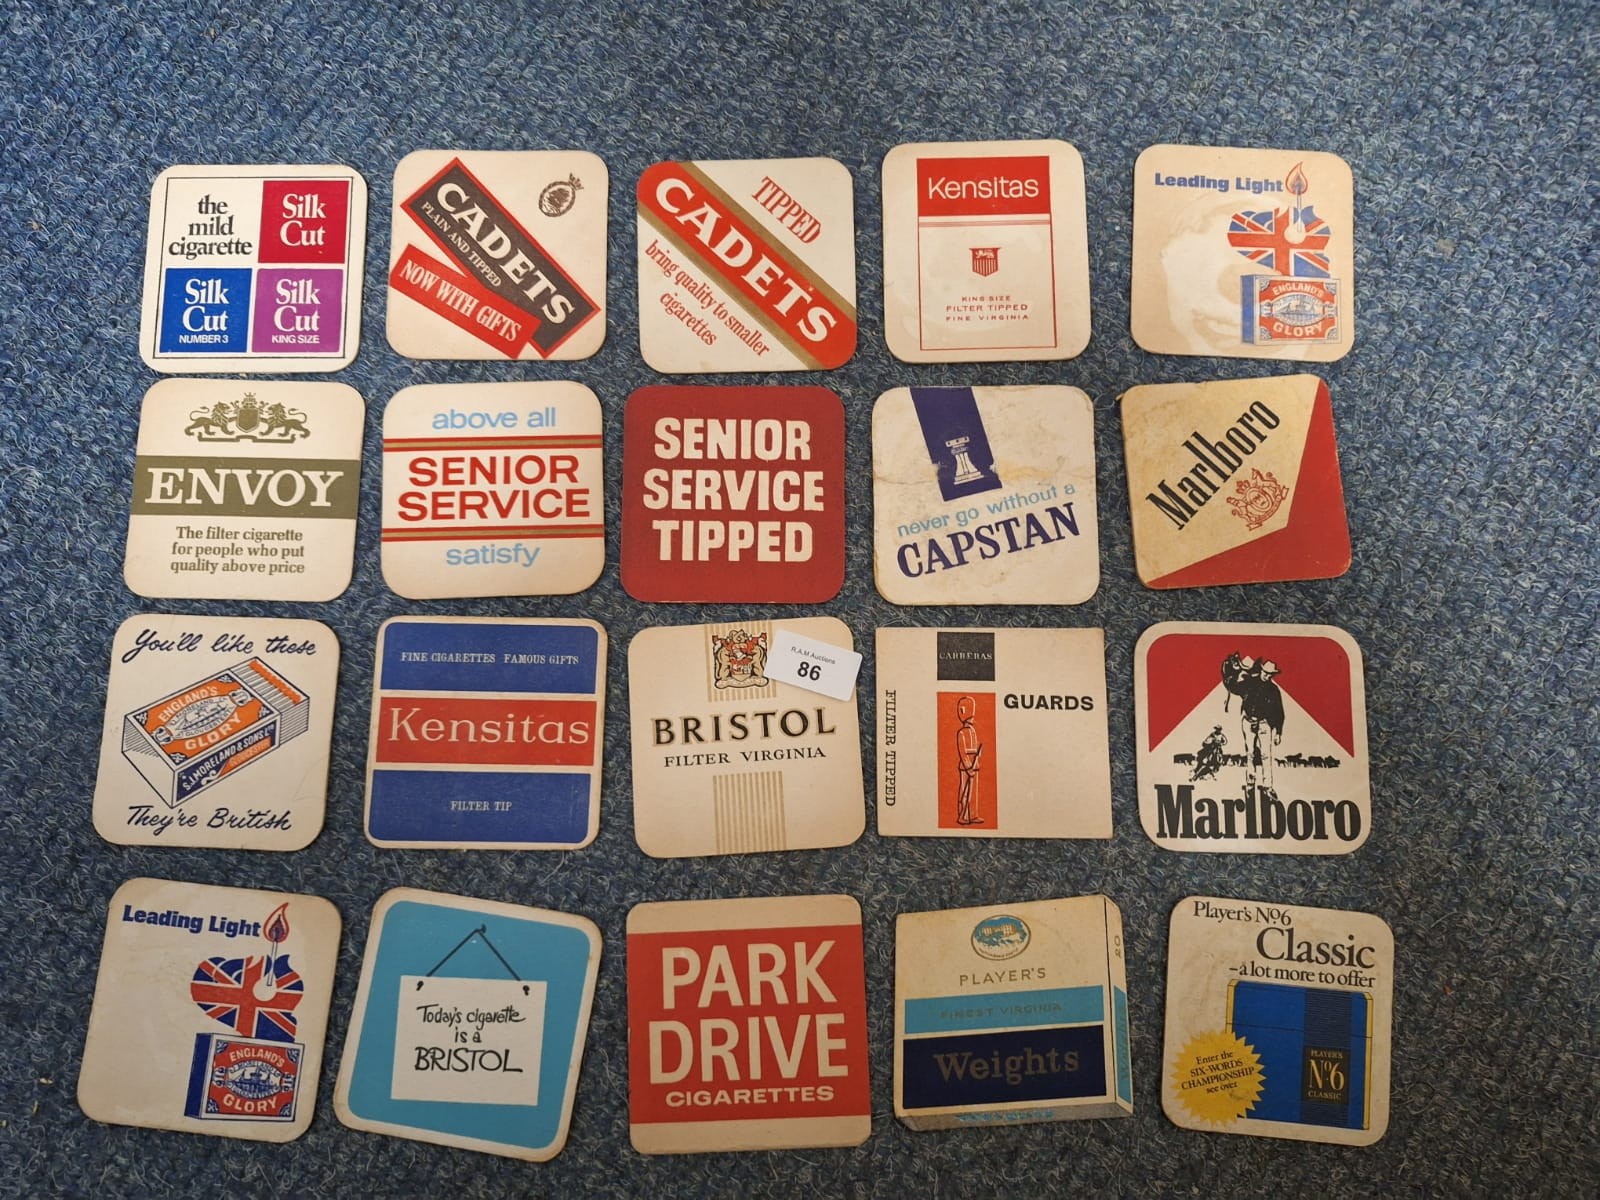 the
mild
cigarette
Silk
Cut
Silk
Cut
NUMBER 3
Silk
Cut
KING SIZE
CADETS
PLAIN AND TIPPED
NOW WITH GIFTS
TIPPED
CADETS
bring quality to smaller
cigarettes
Kensitas
KING SIZE
FILTER TIPPED
FINE VIRGINIA
Leading Light
ENGLAND'S
GLORY
ENVOY
The filter cigarette
for people who put
quality above price
above all
SENIOR
SERVICE
satisfy
SENIOR
SERVICE
TIPPED
never go without a
CAPSTAN
Marlboro
You'll like these
ENGLAND'S
GLORY
S.J. MORELAND & SONS LTD
GLOUCESTER
They're British
FINE CIGARETTES FAMOUS GIFTS
Kensitas
FILTER TIP
R.A.M Auctions
86
BRISTOL
FILTER VIRGINIA
CARRERAS
GUARDS
FILTER TIPPED
Marlboro
Leading Light
ENGLAND'S
GLORY
Today's cigarette
is a
BRISTOL
PARK
DRIVE
CIGARETTES
PLAYER'S
FINEST VIRGINIA
Weights
Player's No6
Classic
–a lot more to offer
Enter the
SIX-WORDS
CHAMPIONSHIP
see over
PLAYER'S
No6
CLASSIC